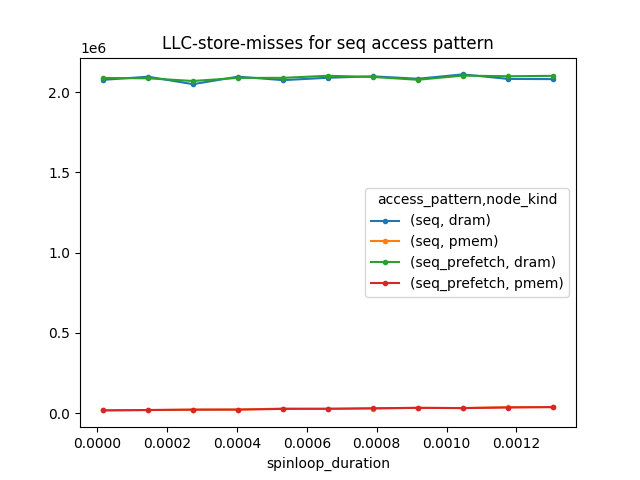 LLC-store-misses for seq access pattern
1e6
2.0
1.5
1.0
0.5
0.0
access_pattern,node_kind
(seq, dram)
(seq, pmem)
(seq_prefetch, dram)
(seq_prefetch, pmem)
0.0000 0.0002 0.0004 0.0006 0.0008 0.0010 0.0012
spinloop_duration